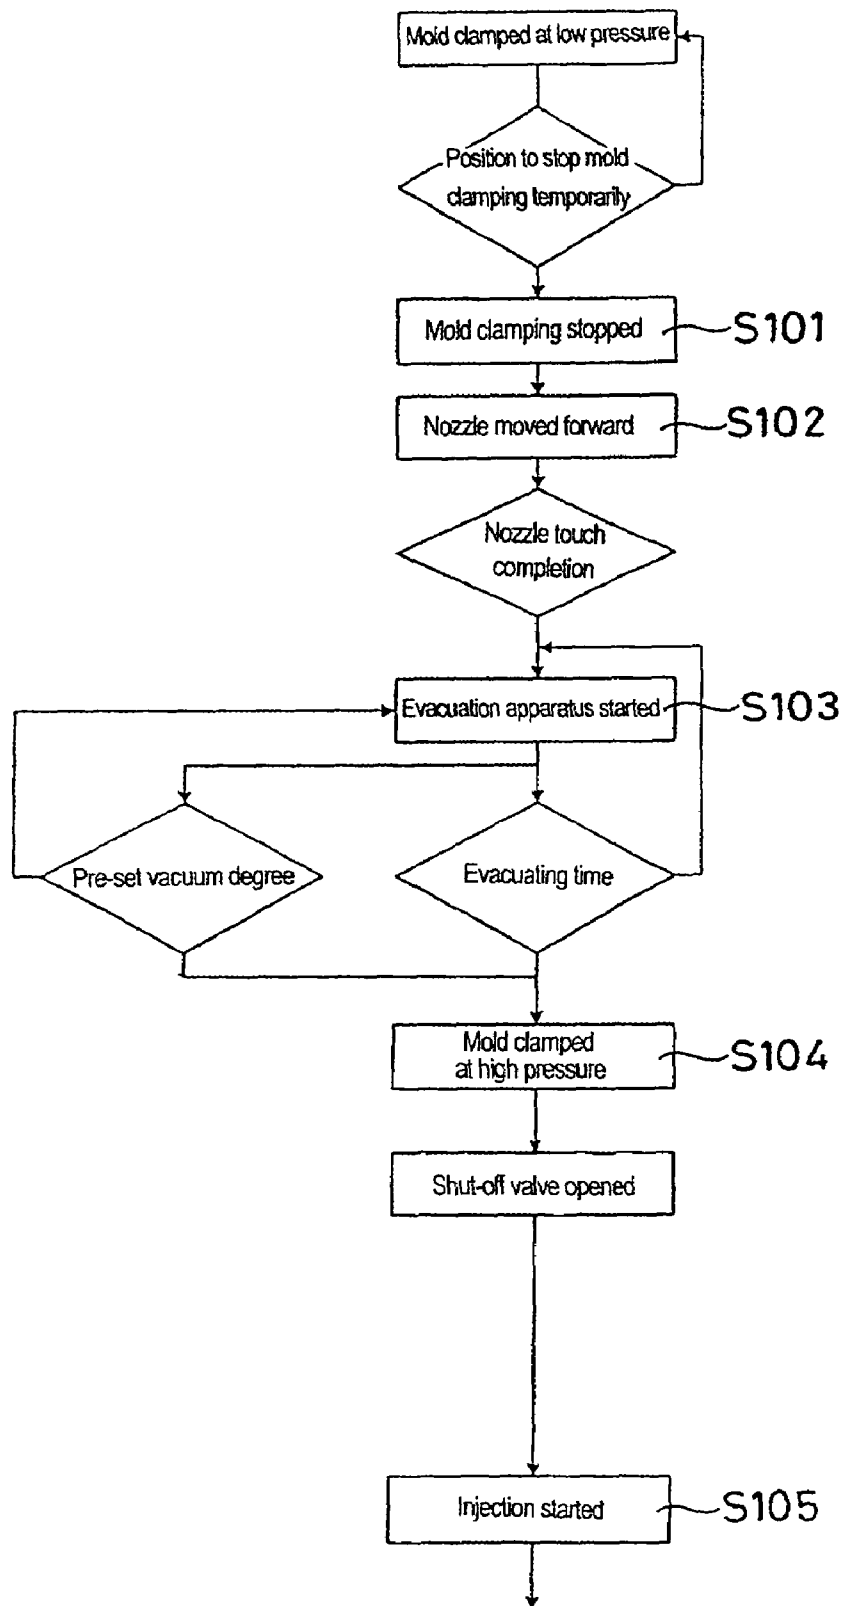 Mold clamped at low pressure
Position to stop mold
clamping temporarily
Mold clamping stopped
S101
Nozzle moved forward
S102
Nozzle touch
completion
Evacuation apparatus started
S103
Pre-set vacuum degree
Evacuating time
Mold clamped
at high pressure
S104
Shut-off valve opened
Injection started
S105